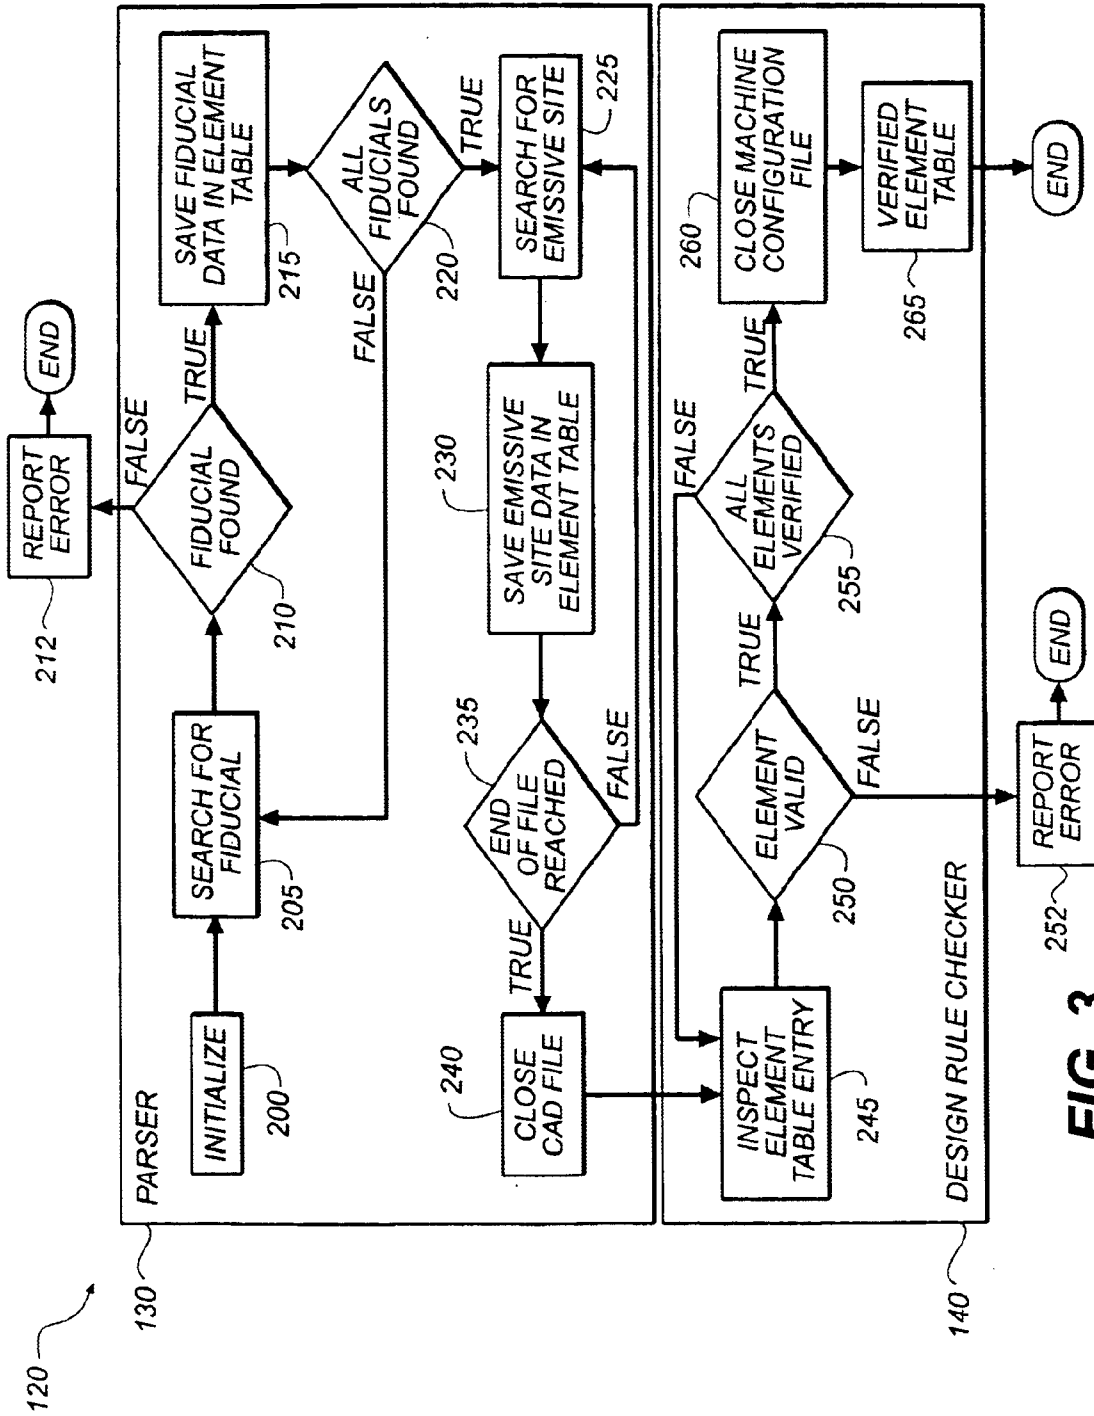 120
130
PARSER
INITIALIZE
200
SEARCH FOR
FIDUCIAL
205
FIDUCIAL
FOUND
210
FALSE
TRUE
REPORT
ERROR
212
END
SAVE FIDUCIAL
DATA IN ELEMENT
TABLE
215
ALL
FIDUCIALS
FOUND
220
FALSE
TRUE
SEARCH FOR
EMISSIVE SITE
225
230
SAVE EMISSIVE
SITE DATA IN
ELEMENT TABLE
235
END
OF FILE
REACHED
TRUE
FALSE
240
CLOSE
CAD FILE
140
DESIGN RULE CHECKER
INSPECT
ELEMENT
TABLE ENTRY
245
ELEMENT
VALID
250
TRUE
FALSE
REPORT
ERROR
252
END
ALL
ELEMENTS
VERIFIED
255
FALSE
TRUE
260
CLOSE MACHINE
CONFIGURATION
FILE
VERIFIED
ELEMENT
TABLE
265
END
FIG. 3